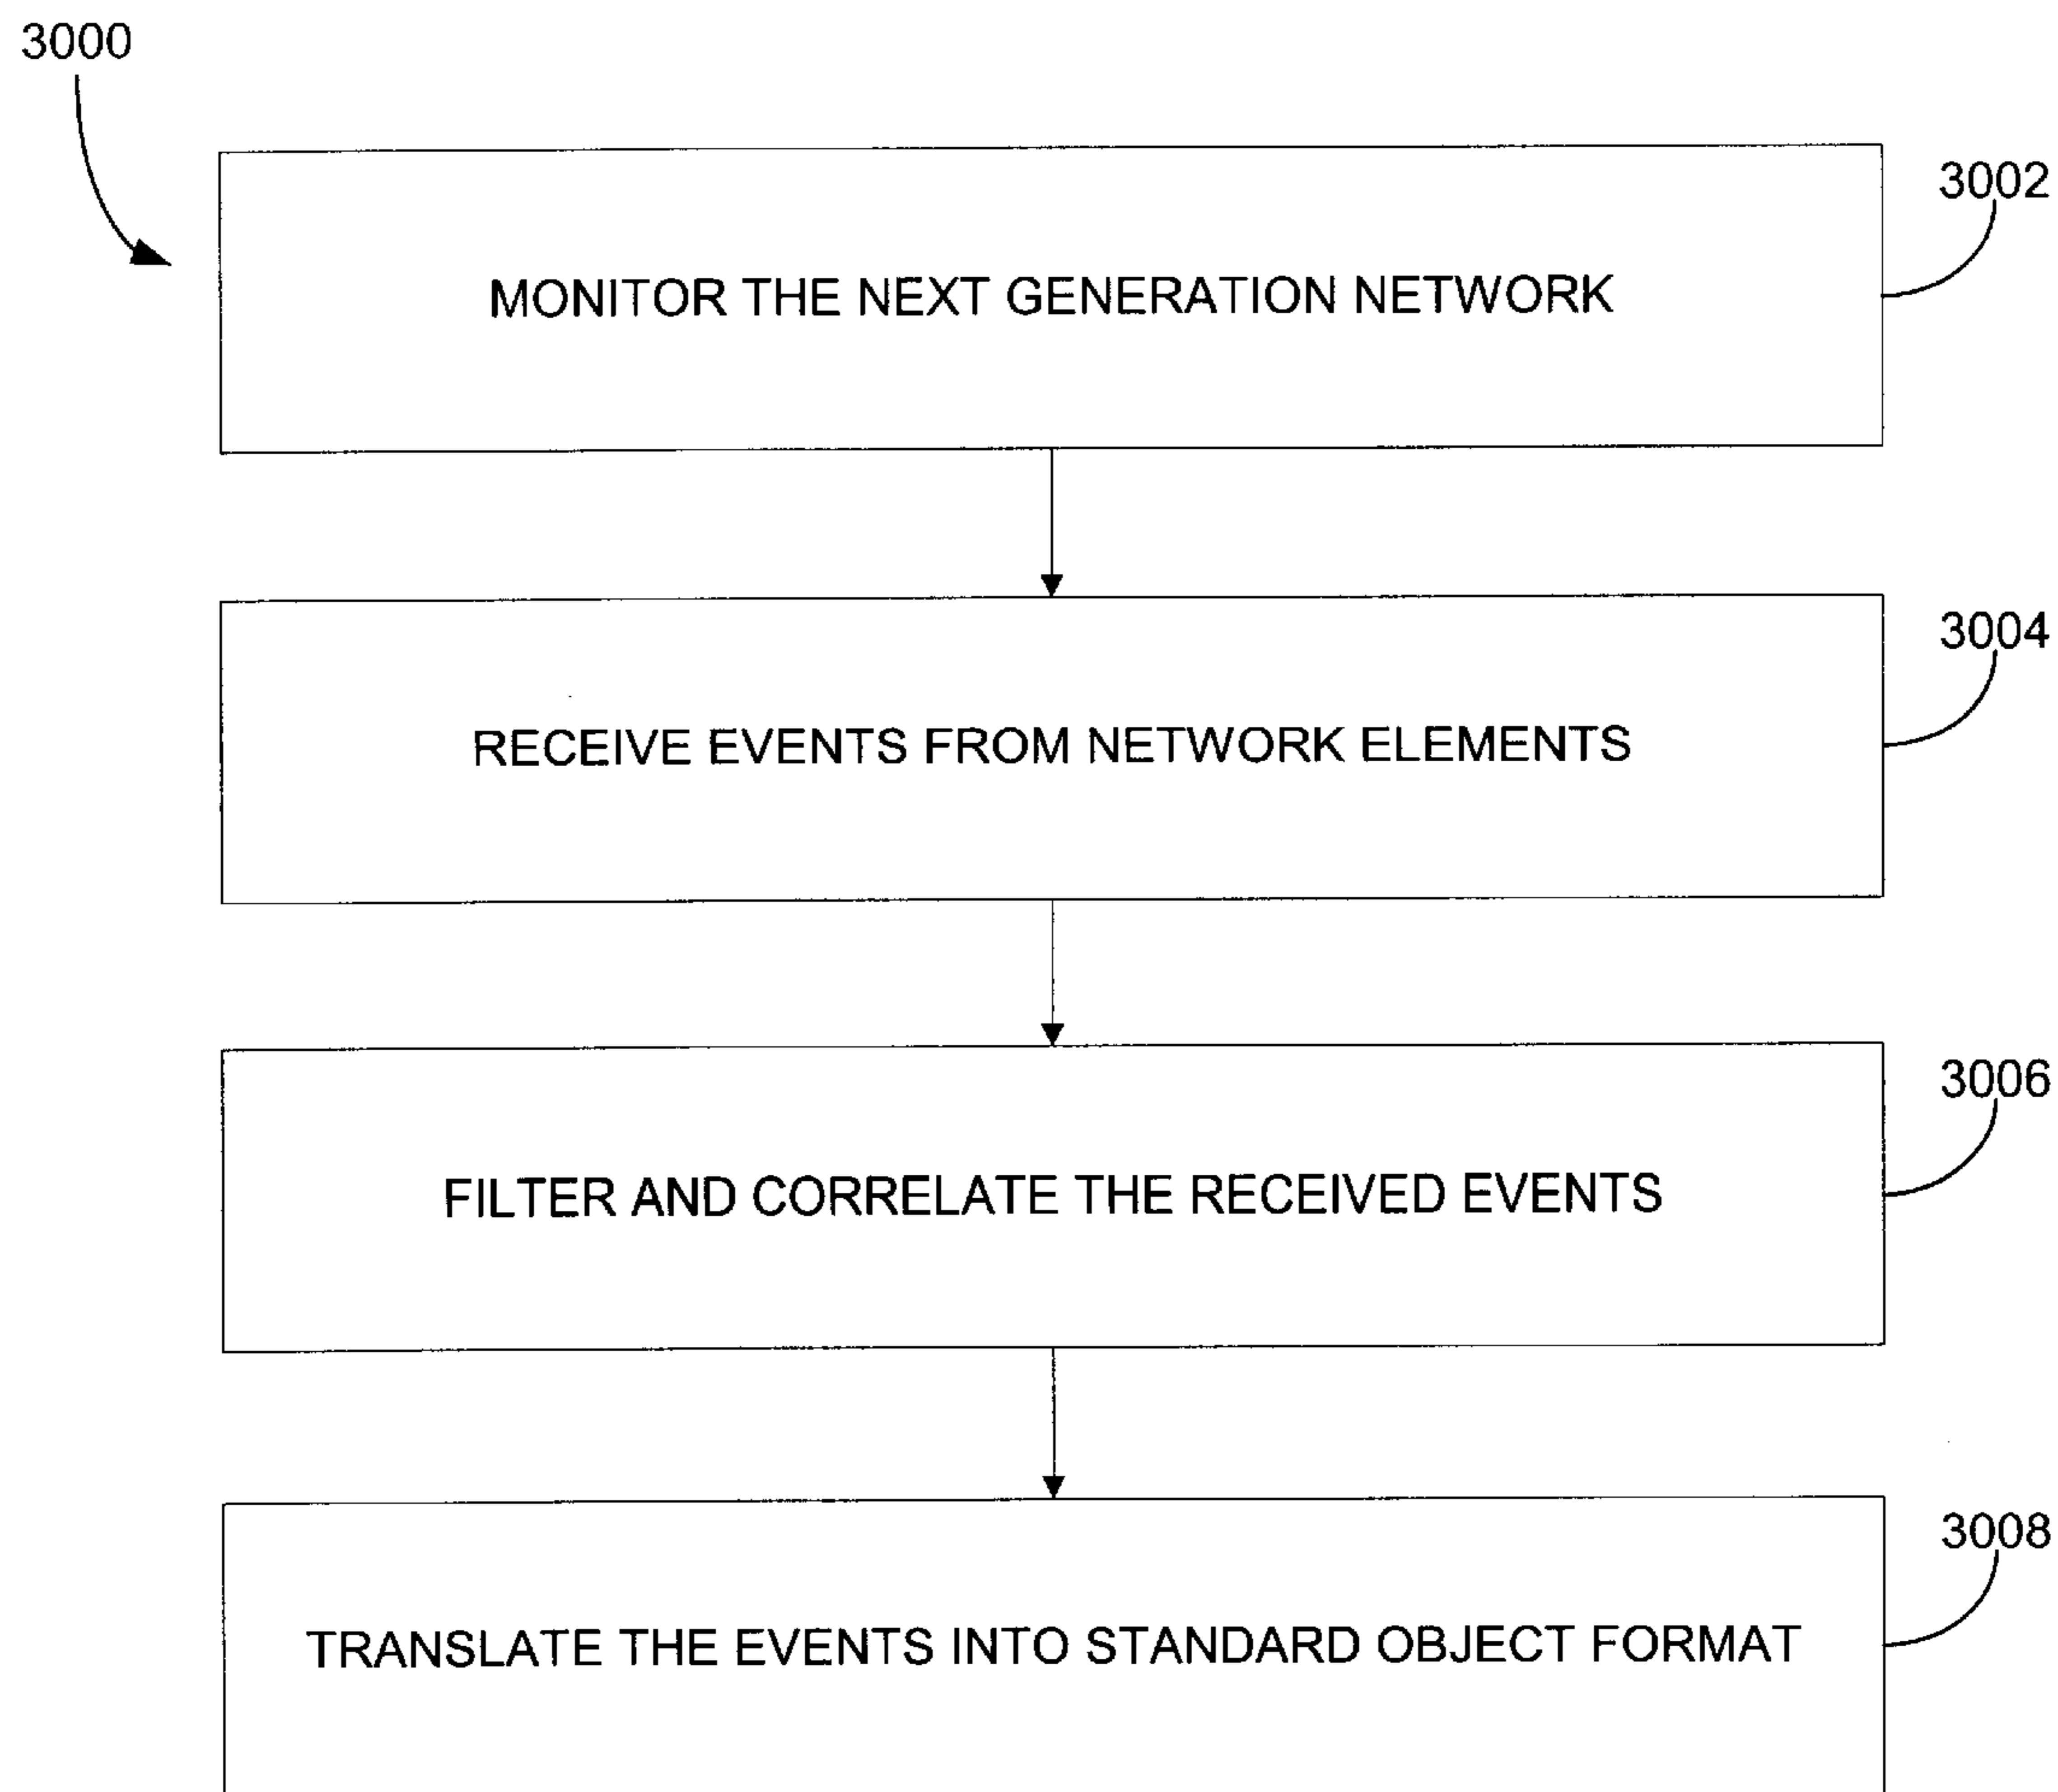 3000
3002
MONITOR THE NEXT GENERATION NETWORK
3004
RECEIVE EVENTS FROM NETWORK ELEMENTS
3006
FILTER AND CORRELATE THE RECEIVED EVENTS
3008
TRANSLATE THE EVENTS INTO STANDARD OBJECT FORMAT